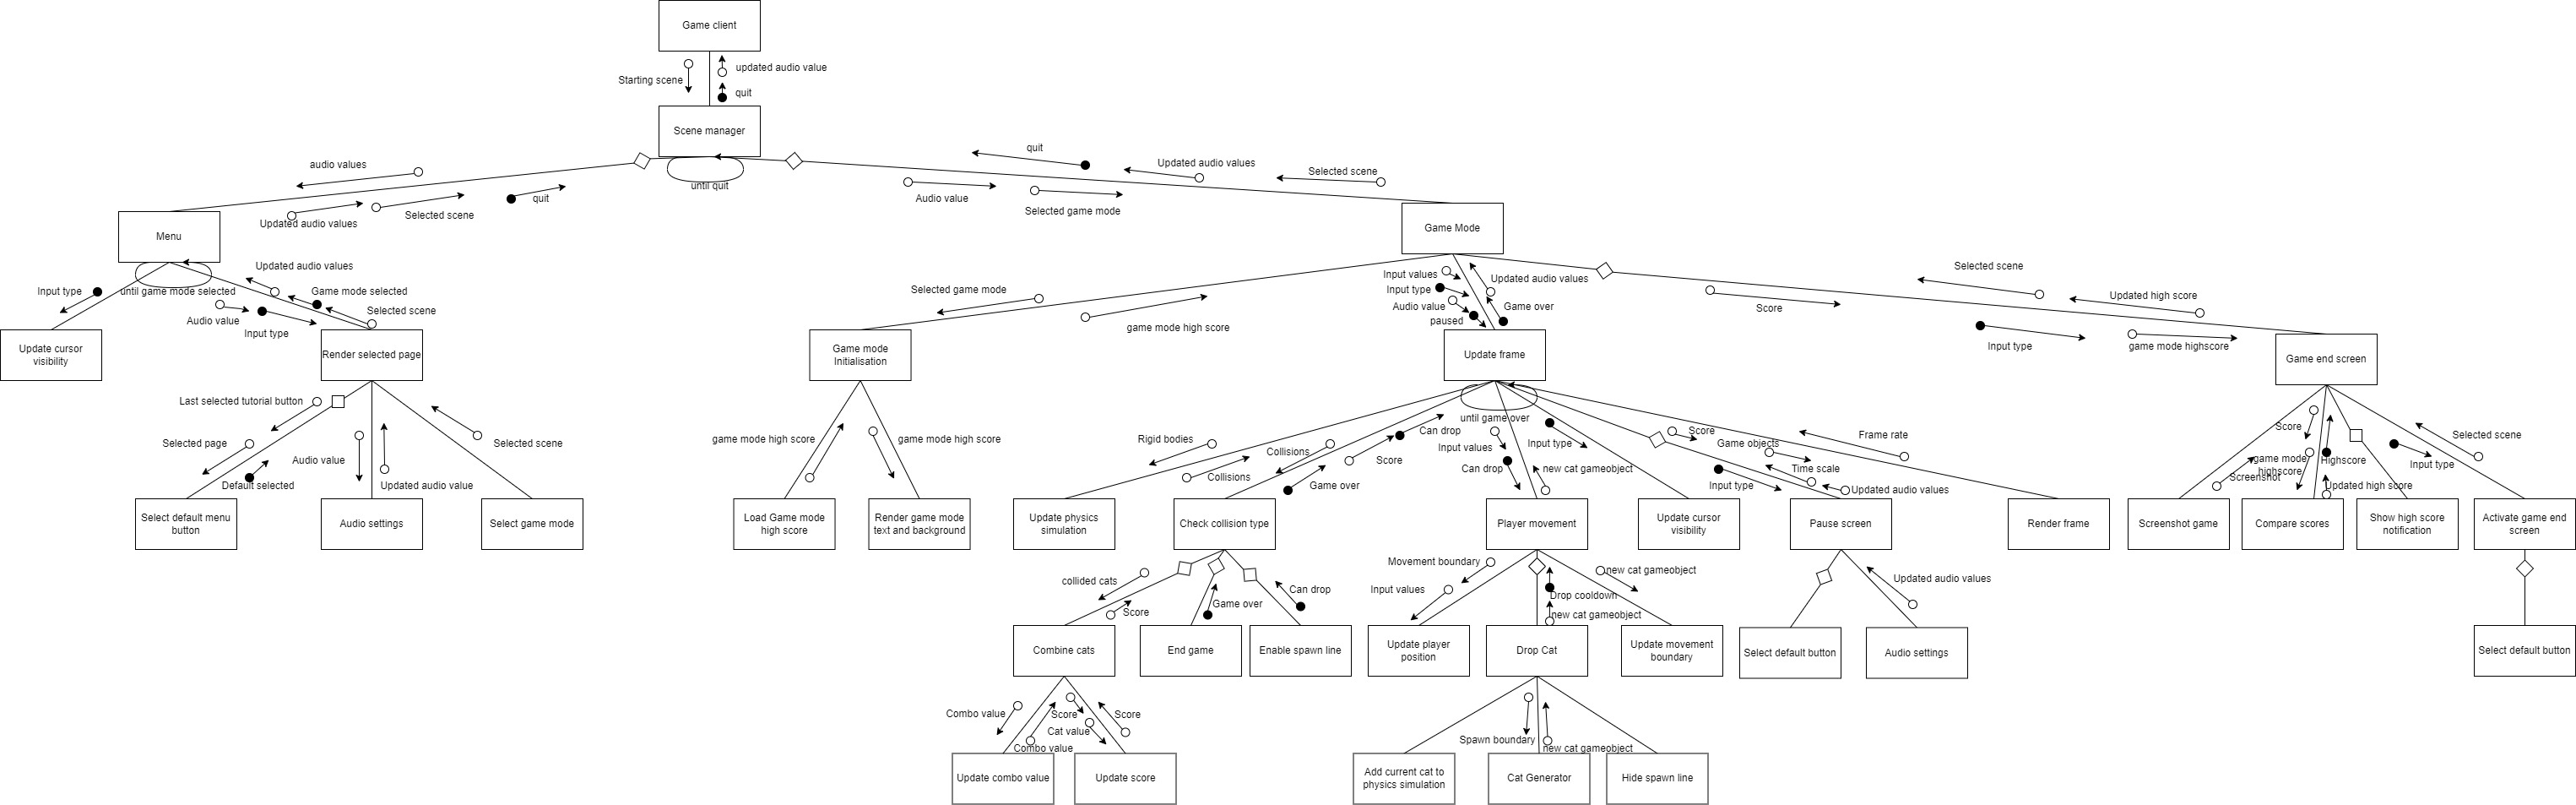 Game client
updated audio value
Starting scene
quit
Scene manager
until quit
audio values
Updated audio values
Selected scene
quit
quit
Updated audio values
Selected scene
Audio value
Selected game mode
Menu
Game Mode
until game mode selected
Input type
Updated audio values
Game mode selected
Selected scene
Audio value
Input type
Selected game mode
game mode high score
Input values
Input type
Audio value
paused
Updated audio values
Game over
Selected scene
Updated high score
Score
Input type
game mode highscore
Update cursor
visibility
Render selected page
Game mode
Initialisation
Update frame
until game over
Game end screen
Last selected tutorial button
Selected page
Default selected
Audio value
Updated audio value
Selected scene
game mode high score
game mode high score
Rigid bodies
Collisions
Collisions
Can drop
Score
Game over
Input values
Can drop
new cat gameobject
Input type
Score
Game objects
Time scale
Input type
Updated audio values
Frame rate
Score
game mode
highscore
Screenshot
Highscore
Updated high score
Input type
Selected scene
Select default menu
button
Audio settings
Select game mode
Load Game mode
high score
Render game mode
text and background
Update physics
simulation
Check collision type
Player movement
Update cursor
visibility
Pause screen
Render frame
Screenshot game
Compare scores
Show high score
notification
Activate game end
screen
collided cats
Score
Game over
Can drop
Movement boundary
Input values
Drop cooldown
new cat gameobject
new cat gameobject
Updated audio values
Combine cats
End game
Enable spawn line
Update player
position
Drop Cat
Update movement
boundary
Select default button
Audio settings
Select default button
Combo value
Combo value
Score
Cat value
Score
Spawn boundary
new cat gameobject
Update combo value
Update score
Add current cat to
physics simulation
Cat Generator
Hide spawn line